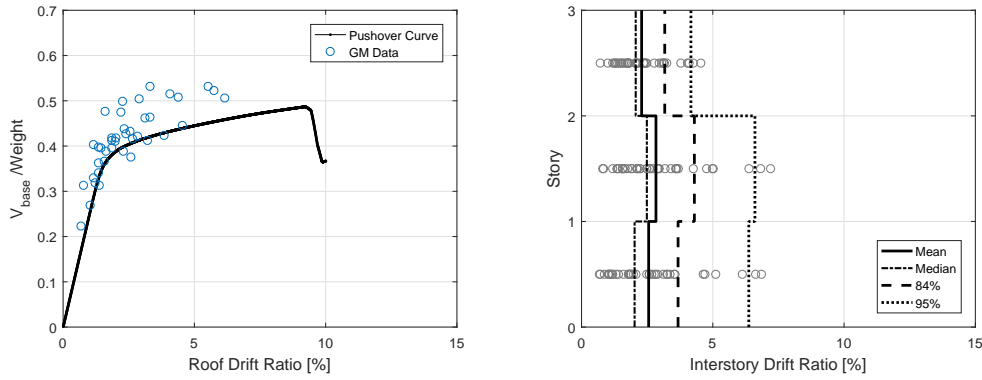 0.7
0.6
0.5
0.4
0.3
0.2
0.1
0
V_base /Weight
0 5 10 15
Roof Drift Ratio [%]
Pushover Curve
GM Data
3
2
1
0
Story
0 5 10 15
Interstory Drift Ratio [%]
Mean
Median
84%
95%